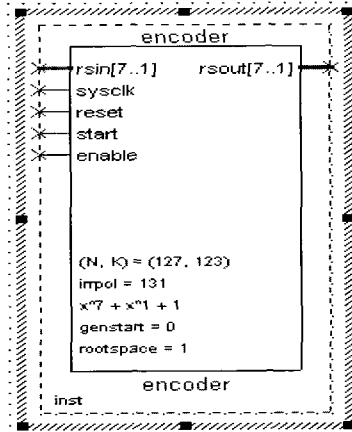 encoder
rsin[7..1] rsout[7..1]
sysclk
reset
start
enable
(N, K) = (127, 123)
irrpol = 131
x^7 + x^1 + 1
genstart = 0
rootspace = 1
encoder
inst